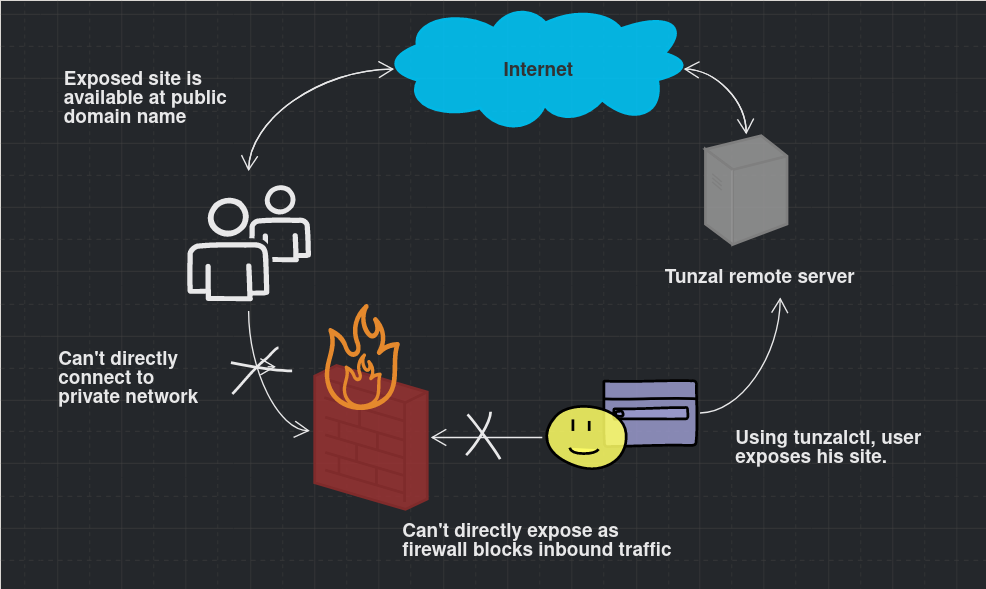 Internet
Exposed site is
available at public
domain name
Tunzal remote server
Can't directly
connect to
private network
Using tunzalctl, user
exposes his site.
Can't directly expose as
firewall blocks inbound traffic